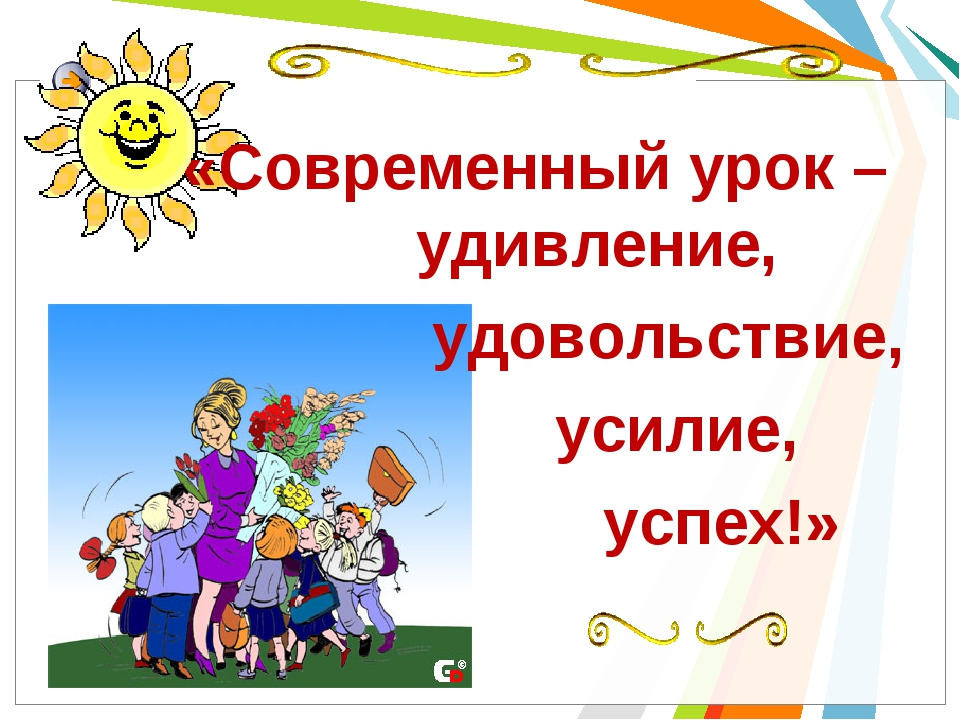 «Современный урок –
удивление,
удовольствие,
усилие,
успех!»